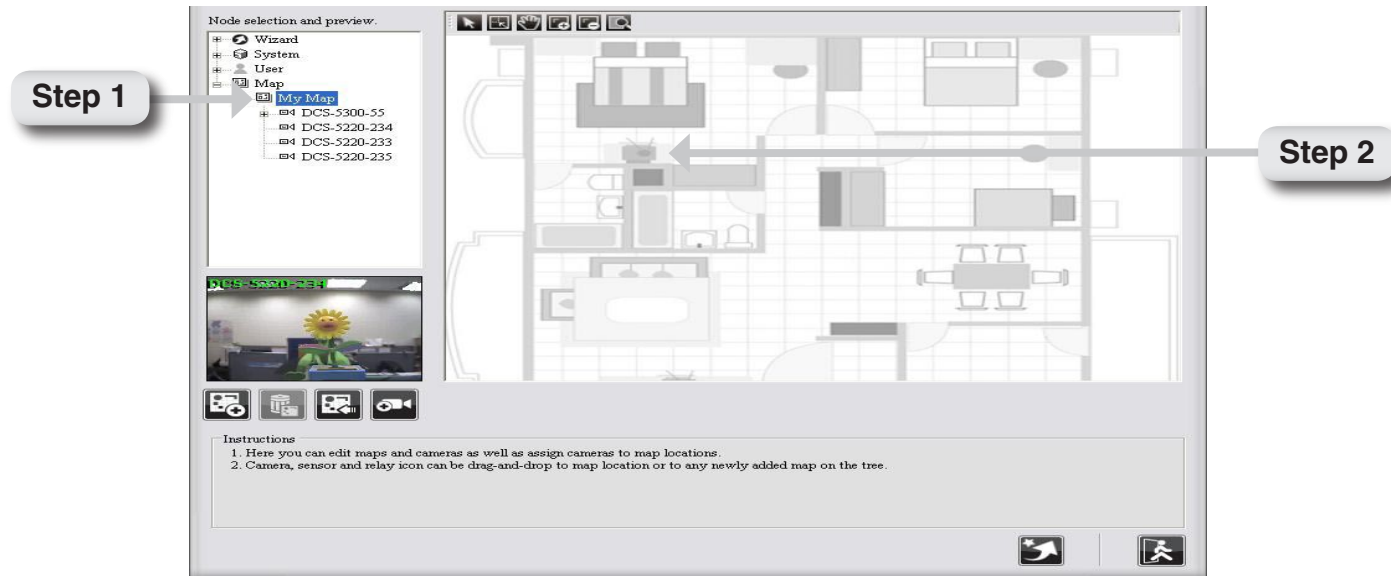 Node selection and preview.
Wizard
System
User
Map
My Map
DCS-5300-55
DCS-5220-234
DCS-5220-233
DCS-5220-235
Step 1
Step 2
DCS-5220-234
Instructions
1. Here you can edit maps and cameras as well as assign cameras to map locations.
2. Camera, sensor and relay icon can be drag-and-drop to map location or to any newly added map on the tree.